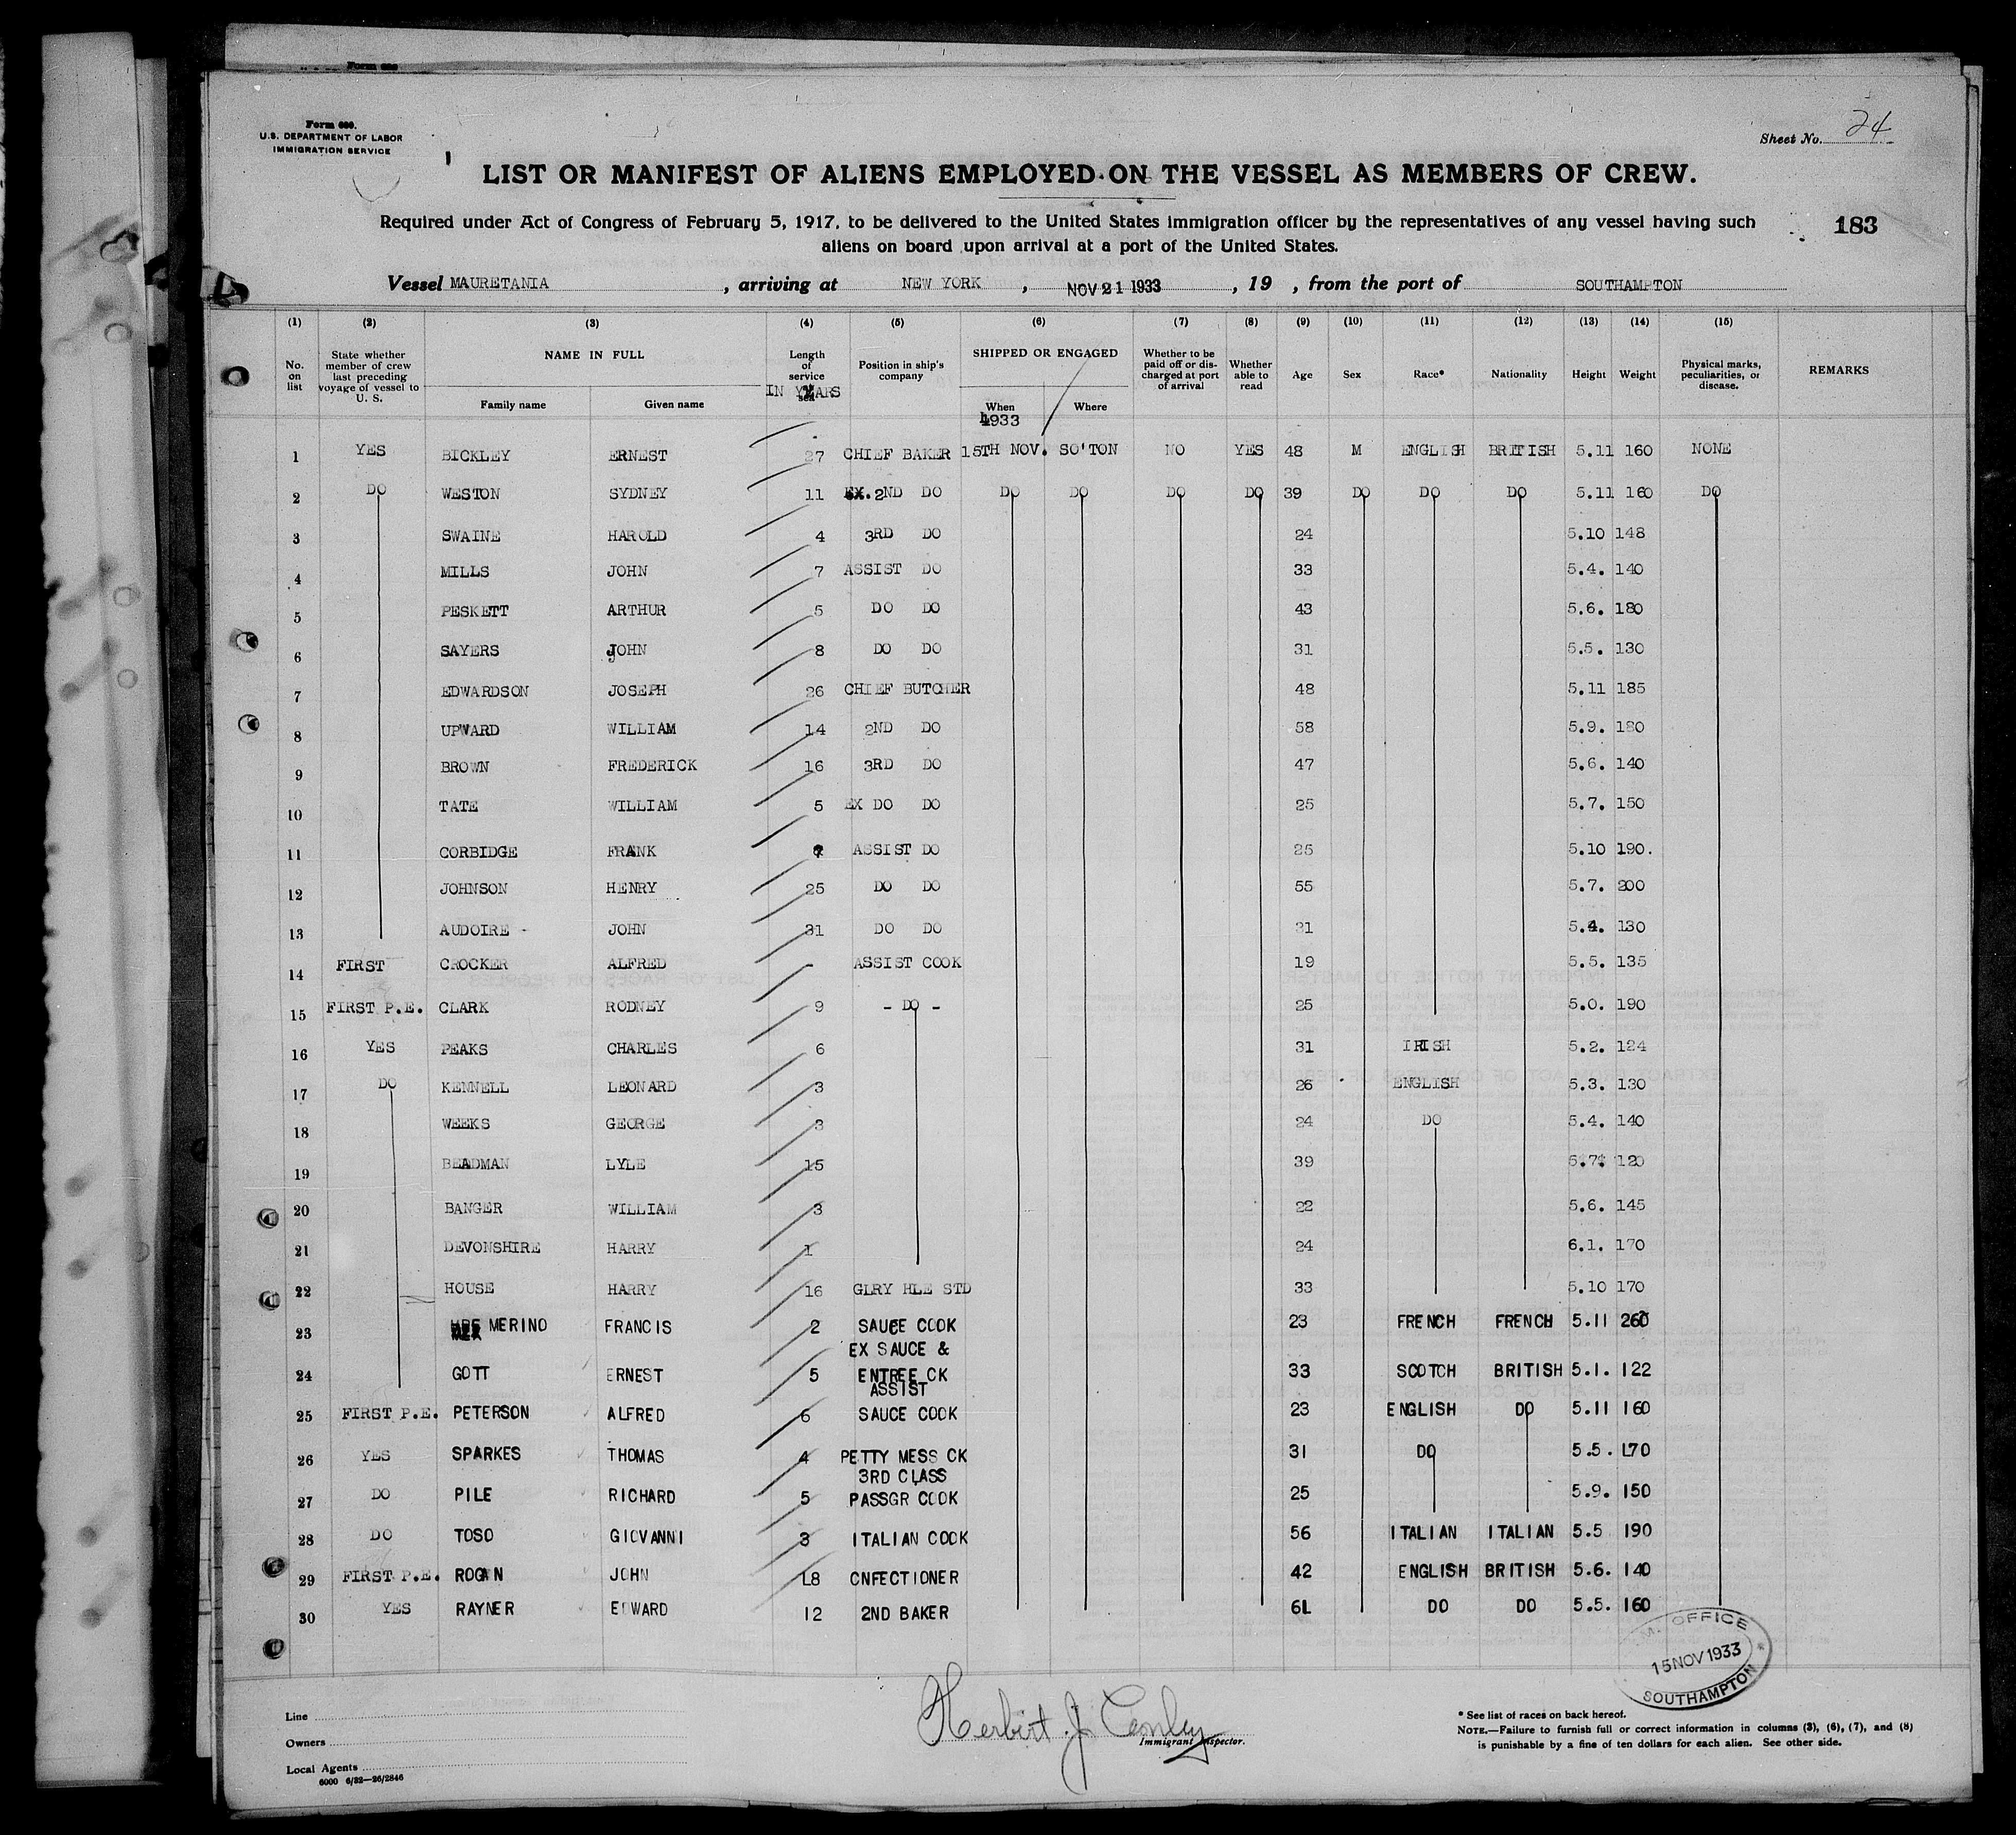 Form 680.
U.S. DEPARTMENT OF LABOR
IMMIGRATION SERVICE
Sheet No. 24
LIST OR MANIFEST OF ALIENS EMPLOYED ON THE VESSEL AS MEMBERS OF CREW.
Required under Act of Congress of February 5, 1917, to be delivered to the United States immigration officer by the representatives of any vessel having such
aliens on board upon arrival at a port of the United States.
183
Vessel MAURETANIA , arriving at NEW YORK , NOV 21 1933 , 19 , from the port of SOUTHAMPTON
(1) (2) (3) (4) (5) (6) (7) (8) (9) (10) (11) (12) (13) (14) (15)
No. on list
State whether member of crew last preceding voyage of vessel to U. S.
NAME IN FULL
Family name Given name
Length of service
IN YEARS
Position in ship's company
SHIPPED OR ENGAGED
When Where
1933
Whether to be paid off or discharged at port of arrival
Whether able to read
Age Sex Race* Nationality Height Weight
Physical marks, peculiarities, or disease.
REMARKS
1 YES BICKLEY ERNEST 27 CHIEF BAKER 15TH NOV. SO'TON NO YES 48 M ENGLISH BRITISH 5.11 160 NONE
2 DO WESTON SYDNEY 11 EX.2ND DO DO DO DO DO 39 DO DO DO 5.11 160 DO
3 SWAINE HAROLD 4 3RD DO 24 5.10 148
4 MILLS JOHN 7 ASSIST DO 33 5.4. 140
5 PESKETT ARTHUR 5 DO DO 43 5.6. 180
6 SAYERS JOHN 8 DO DO 31 5.5. 130
7 EDWARDSON JOSEPH 26 CHIEF BUTCHER 48 5.11 185
8 UPWARD WILLIAM 14 2ND DO 58 5.9. 180
9 BROWN FREDERICK 16 3RD DO 47 5.6. 140
10 TATE WILLIAM 5 EX DO DO 25 5.7. 150
11 CORBIDGE FRANK ASSIST DO 25 5.10 190.
12 JOHNSON HENRY 25 DO DO 55 5.7. 200
13 AUDOIRE - JOHN 31 DO DO 5.4. 130
14 FIRST CROCKER ALFRED - ASSIST COOK 19 5.5. 135
15 FIRST P.E. CLARK RODNEY 9 - DO - 25 5.0. 190
16 YES PEAKS CHARLES 6 31 IRISH 5.2. 124
17 DO KENNELL LEONARD 3 26 ENGLISH 5.3. 130
18 WEEKS GEORGE 3 24 DO 5.4. 140
19 BEADMAN LYLE 15 39 5.7. 120
20 BANGER WILLIAM 3 22 5.6. 145
21 DEVONSHIRE HARRY 1 24 6.1. 170
22 HOUSE HARRY 16 GLRY HLE STD 33 5.10 170
23 MERINO FRANCIS 2 SAUCE COOK 23 FRENCH FRENCH 5.11 260
24 GOTT ERNEST 5 EX SAUCE & ENTREE CK 33 SCOTCH BRITISH 5.1. 122
25 FIRST P.E. PETERSON ALFRED 6 ASSIST SAUCE COOK 23 ENGLISH DO 5.11 160
26 YES SPARKES THOMAS 4 PETTY MESS CK 31 DO 5.5. L70
27 DO PILE RICHARD 5 3RD CLASS PASSGR COOK 25 5.9. 150
28 DO TOSO GIOVANNI 3 ITALIAN COOK 56 ITALIAN ITALIAN 5.5 190
29 FIRST P.E. ROGAN JOHN L8 CNFECTIONER 42 ENGLISH BRITISH 5.6. 140
30 YES RAYNER EDWARD 12 2ND BAKER 6L DO DO 5.5. 160
M. OFFICE
15 NOV 1933
SOUTHAMPTON
Line
Owners
Local Agents
6000 6/32—26/2846
Herbert J. Conley
Immigrant Inspector.
* See list of races on back hereof.
NOTE.—Failure to furnish full or correct information in columns (3), (6), (7), and (8)
is punishable by a fine of ten dollars for each alien. See other side.